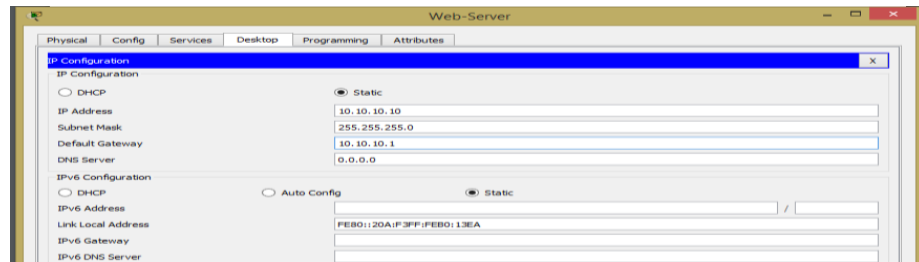 Web-Server
Physical Config Services Desktop Programming Attributes
IP Configuration X
IP Configuration
DHCP Static
IP Address 10.10.10.10
Subnet Mask 255.255.255.0
Default Gateway 10.10.10.1
DNS Server 0.0.0.0
IPv6 Configuration
DHCP Auto Config Static
IPv6 Address /
Link Local Address FE80::20A:F3FF:FEB0:13EA
IPv6 Gateway
IPv6 DNS Server